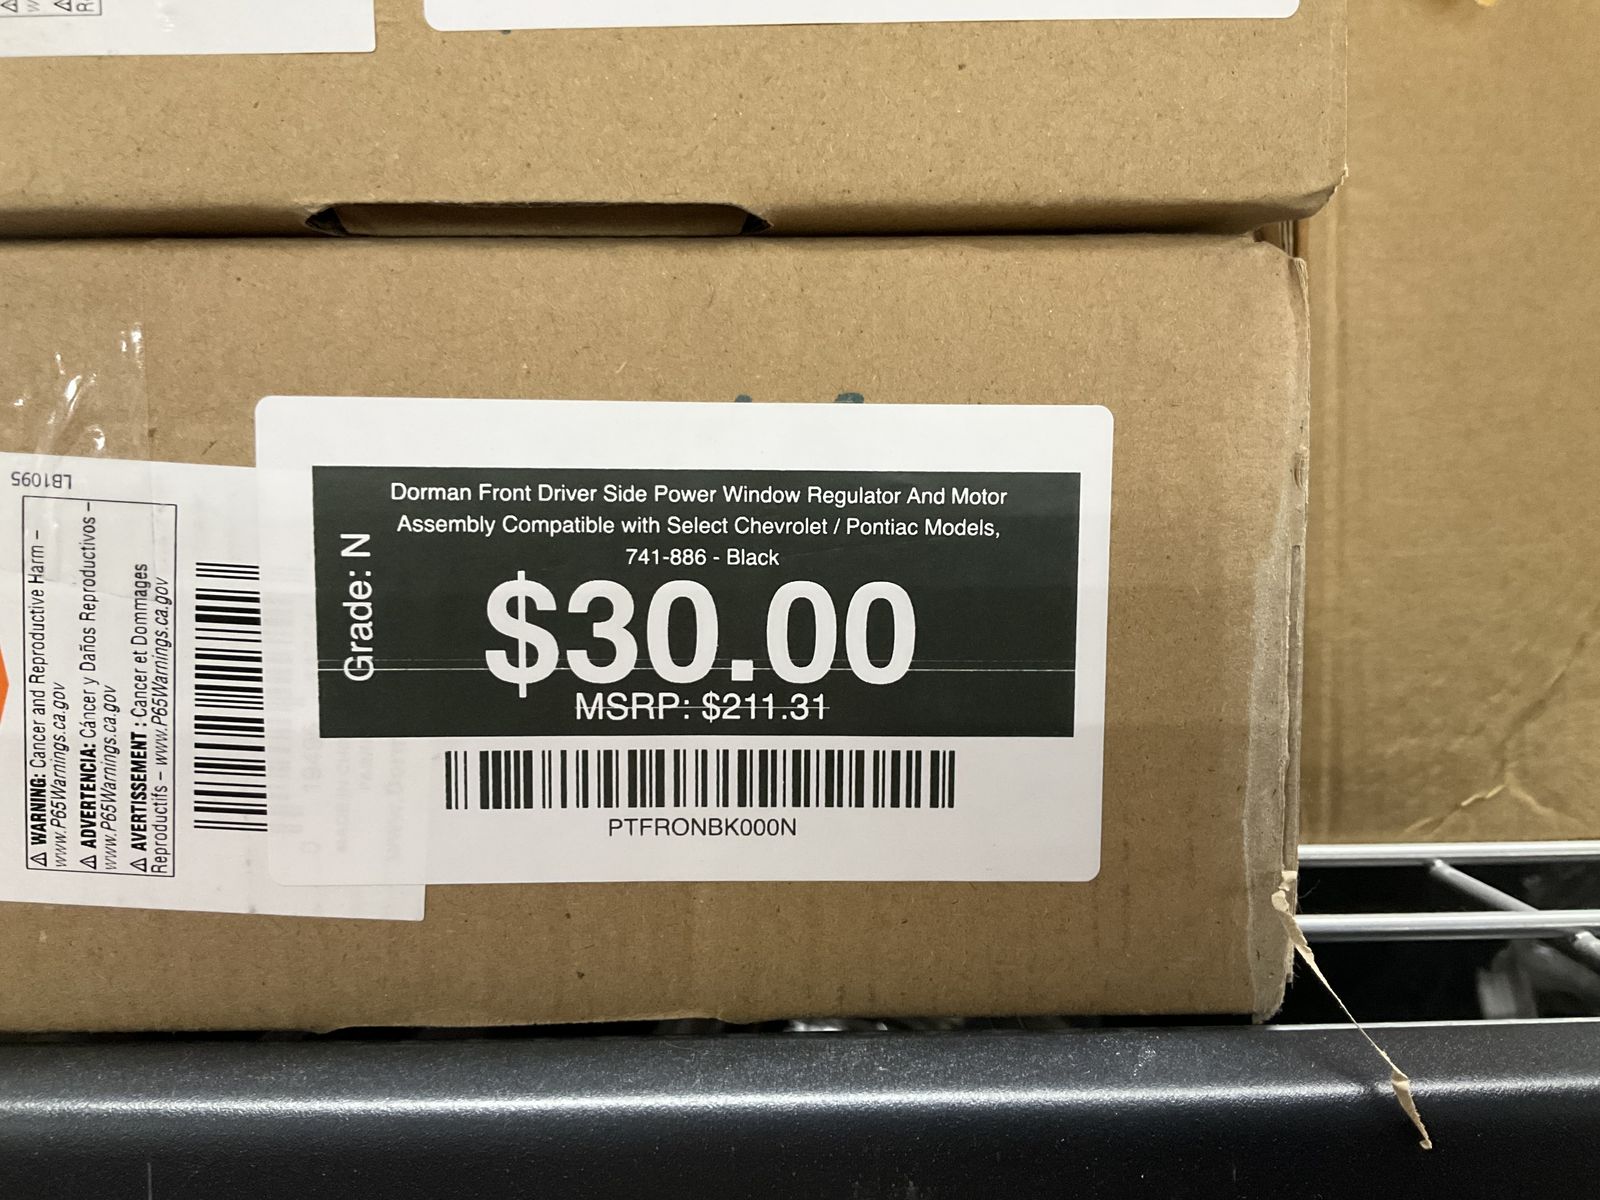 LB1095
⚠ WARNING: Cancer and Reproductive Harm –
www.P65Warnings.ca.gov
⚠ ADVERTENCIA: Cáncer y Daños Reproductivos –
www.P65Warnings.ca.gov
⚠ AVERTISSEMENT : Cancer et Dommages
Reproductifs – www.P65Warnings.ca.gov
Grade: N
Dorman Front Driver Side Power Window Regulator And Motor
Assembly Compatible with Select Chevrolet / Pontiac Models,
741-886 - Black
$30.00
MSRP: $211.31
PTFRONBK000N